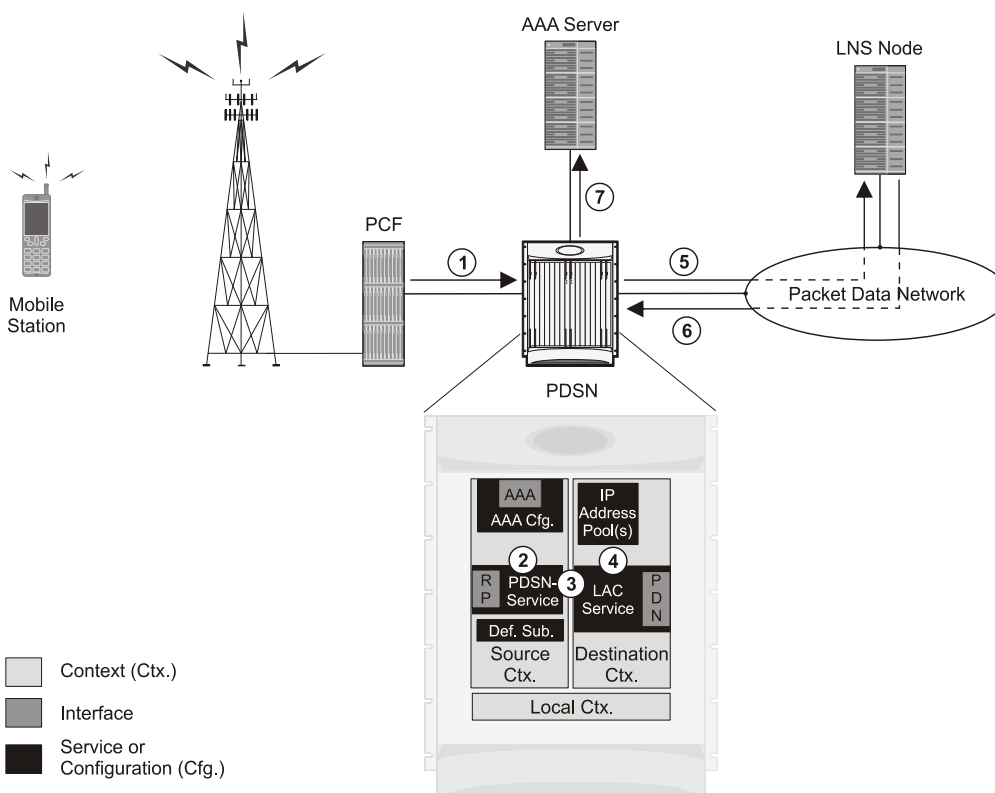 AAA Server
LNS Node
7
PCF
1
5
Packet Data Network
6
Mobile
Station
PDSN
AAA
AAA Cfg.
IP
Address
Pool(s)
2
4
3
R
P
PDSN-
Service
LAC
Service
P
D
N
Def. Sub.
Source
Ctx.
Destination
Ctx.
Local Ctx.
Context (Ctx.)
Interface
Service or
Configuration (Cfg.)